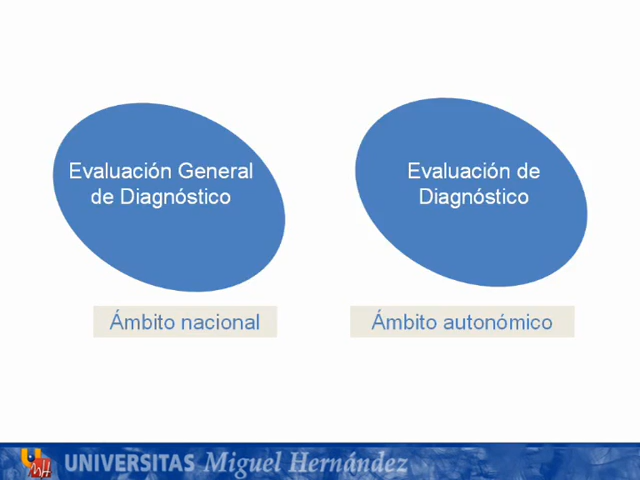 Evaluación General
de Diagnóstico
Evaluación de
Diagnóstico
Ámbito nacional
Ámbito autonómico
UNIVERSITAS Miguel Hernández